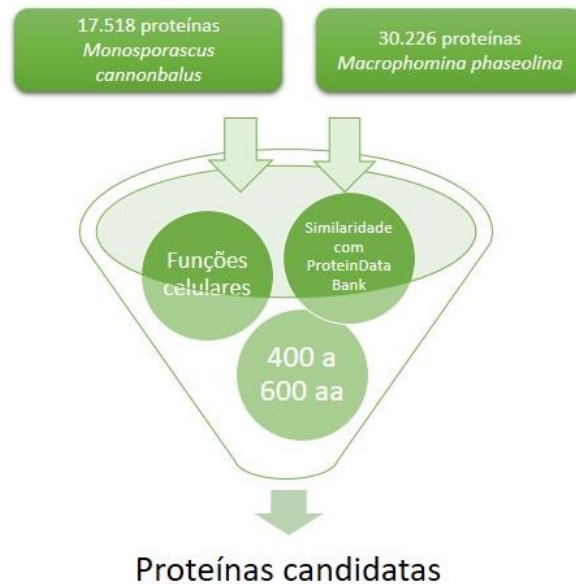 17.518 proteínas
Monosporascus
cannonbalus
30.226 proteínas
Macrophomina phaseolina
Funções
celulares
Similaridade
com
ProteinData
Bank
400 a
600 aa
Proteínas candidatas